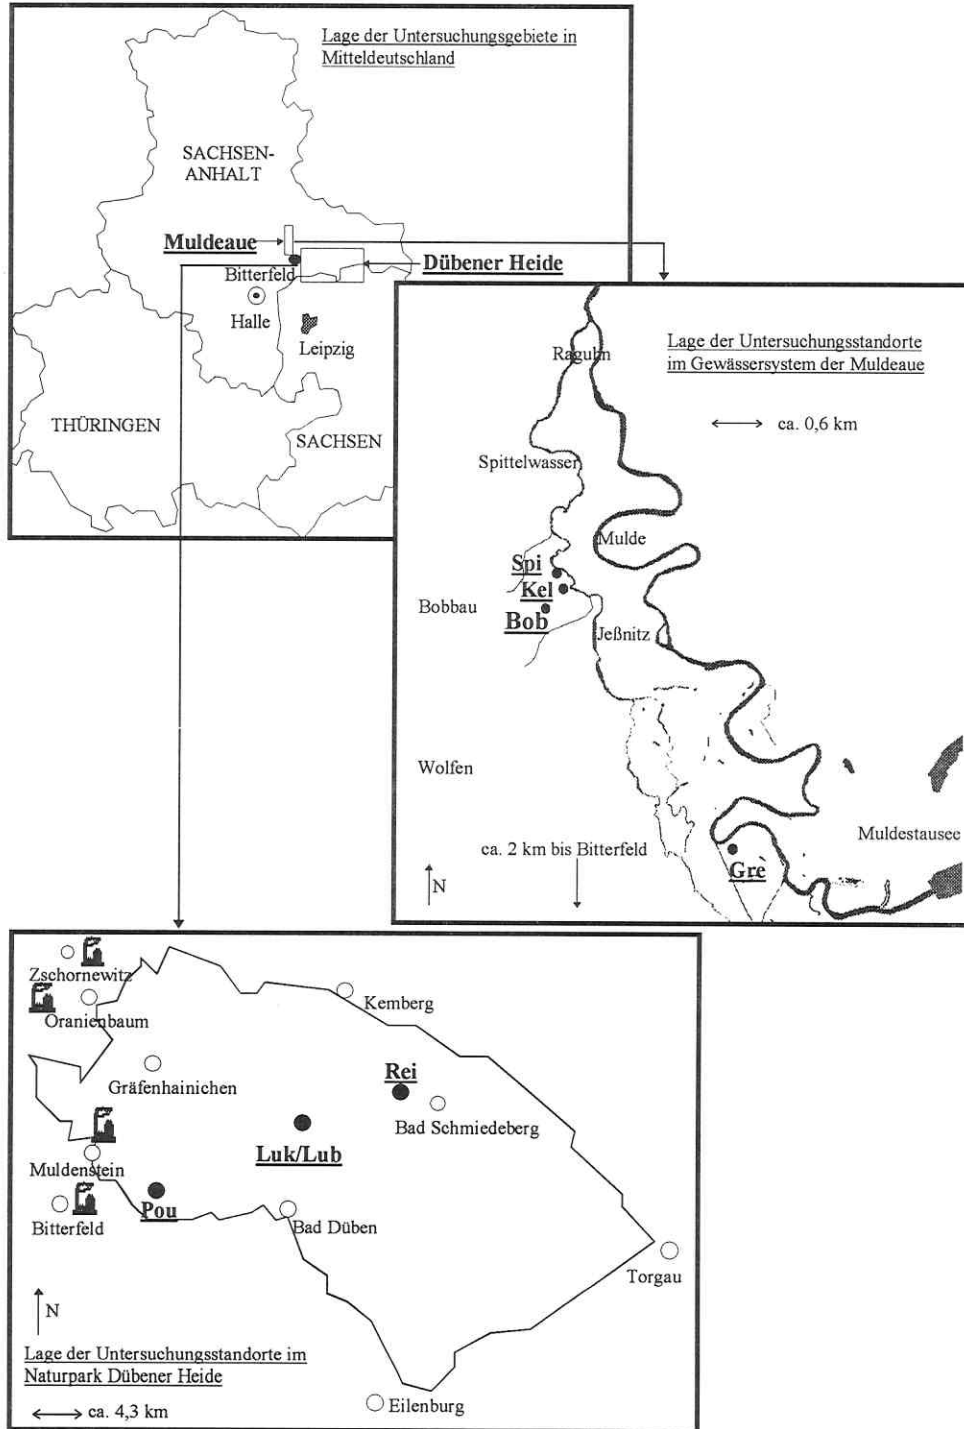 Lage der Untersuchungsgebiete in
Mitteldeutschland
SACHSEN-
ANHALT
Muldeaue
Dübener Heide
Bitterfeld
Halle
Leipzig
THÜRINGEN
SACHSEN
Raguhn
Lage der Untersuchungsstandorte
im Gewässersystem der Muldeaue
ca. 0,6 km
Spittelwasser
Mulde
Spi
Kel
Bobbau
Bob
Jeßnitz
Wolfen
Muldestausee
ca. 2 km bis Bitterfeld
Gre
N
Zschornewitz
Oranienbaum
Kemberg
Gräfenhainichen
Rei
Bad Schmiedeberg
Luk/Lub
Muldenstein
Pou
Bitterfeld
Bad Düben
Torgau
N
Lage der Untersuchungsstandorte im
Naturpark Dübener Heide
ca. 4,3 km
Eilenburg